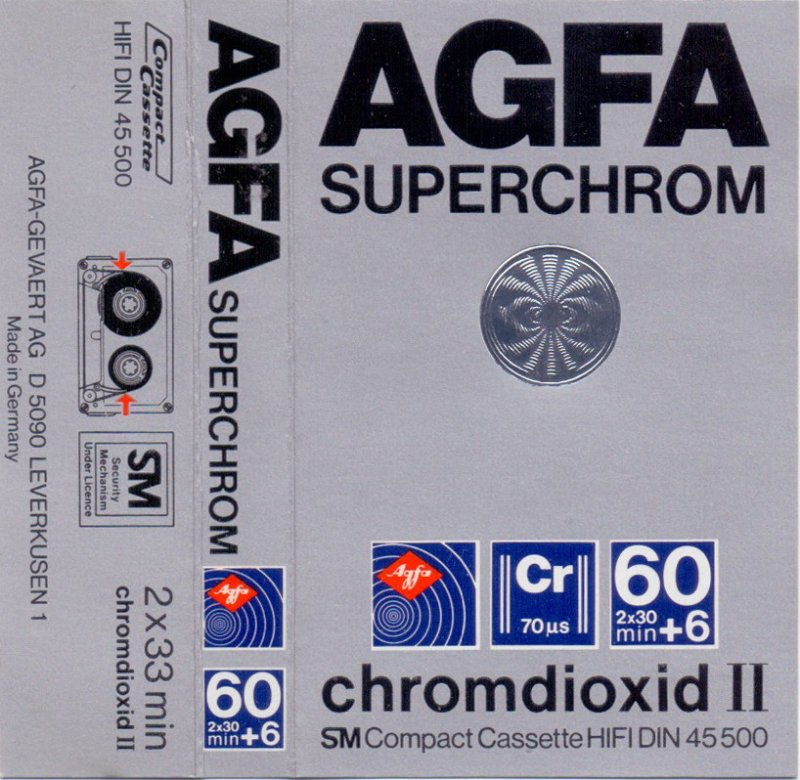 Compact
Cassette
HIFI DIN 45 500
AGFA-GEVAERT AG D 5090 LEVERKUSEN 1
Made in Germany
SM
Security
Mechanism
Under Licence
2 x 33 min
chromdioxid II
AGFA SUPERCHROM
Agfa
60
2x30
min+6
AGFA
SUPERCHROM
Agfa
Cr
70 µs
60
2x30
min+6
chromdioxid II
SM Compact Cassette HIFI DIN 45 500